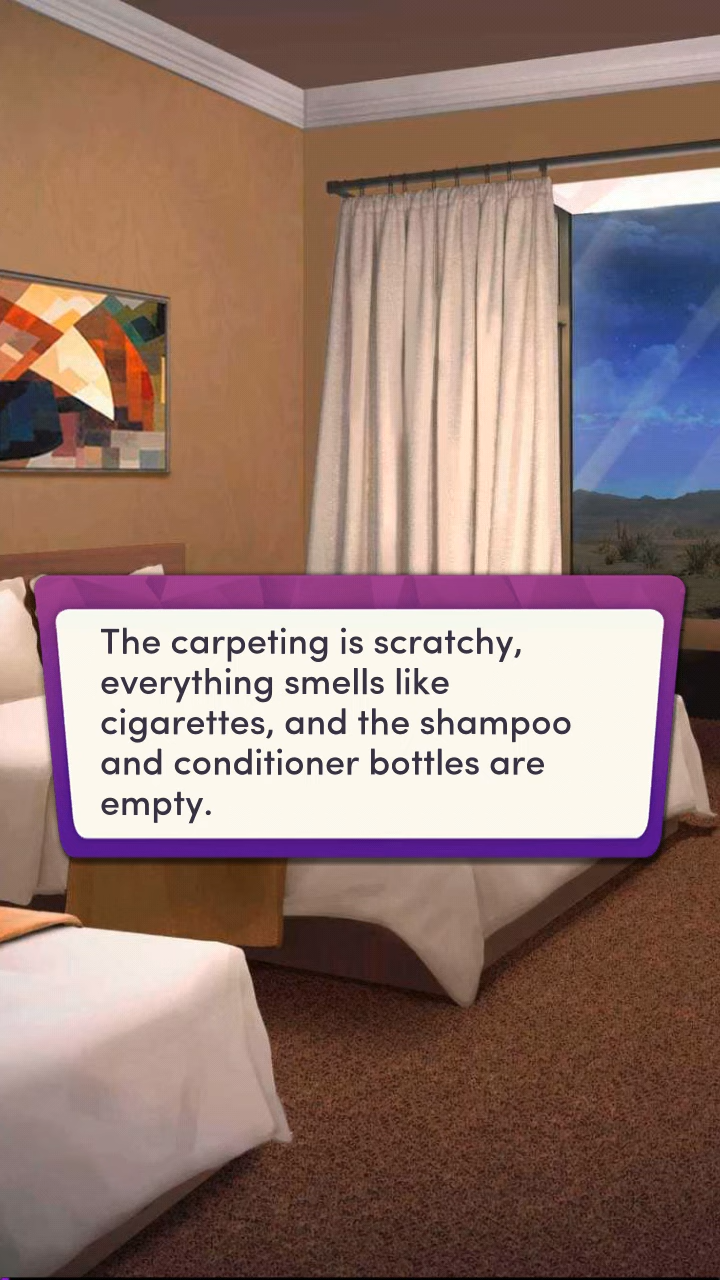 The carpeting is scratchy,
everything smells like
cigarettes, and the shampoo
and conditioner bottles are
empty.